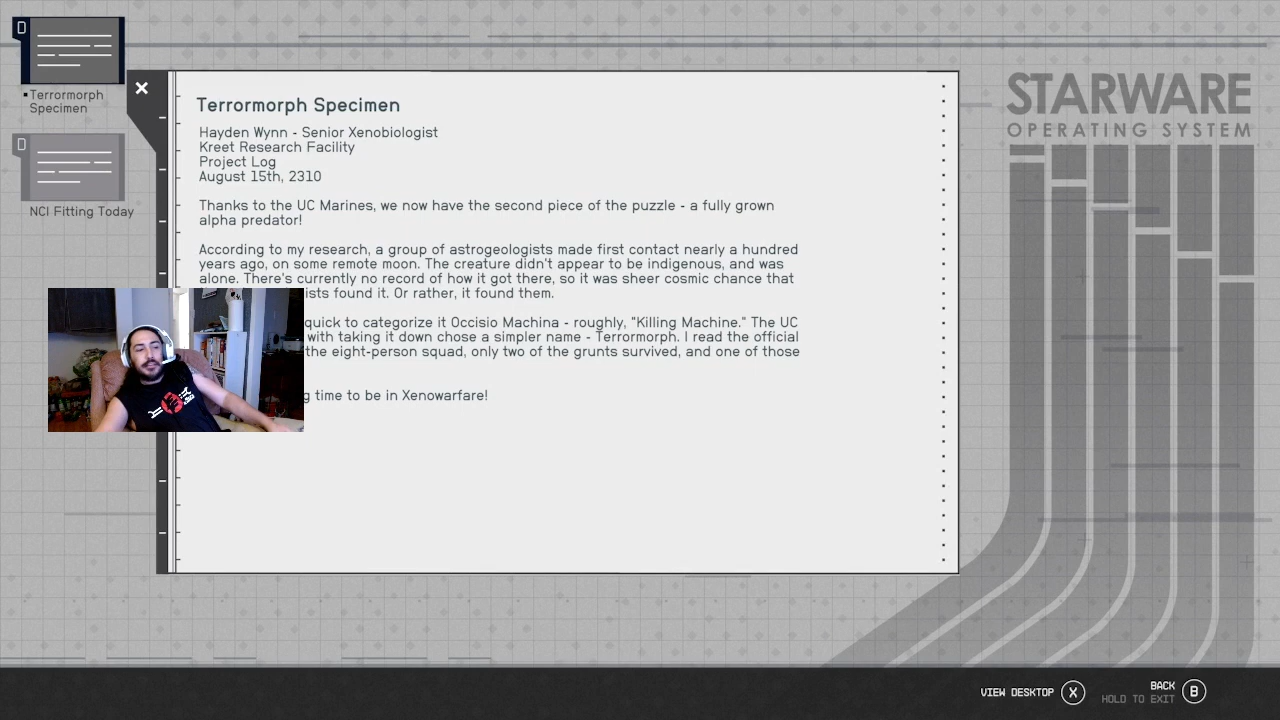 Terrormorph
Specimen
NCI Fitting Today
Terrormorph Specimen
Hayden Wynn - Senior Xenobiologist
Kreet Research Facility
Project Log
August 15th, 2310
Thanks to the UC Marines, we now have the second piece of the puzzle - a fully grown
alpha predator!
According to my research, a group of astrogeologists made first contact nearly a hundred
years ago, on some remote moon. The creature didn't appear to be indigenous, and was
alone. There's currently no record of how it got there, so it was sheer cosmic chance that
ists found it. Or rather, it found them.
quick to categorize it Occisio Machina - roughly, "Killing Machine." The UC
with taking it down chose a simpler name - Terrormorph. I read the official
the eight-person squad, only two of the grunts survived, and one of those
g time to be in Xenowarfare!
STARWARE
OPERATING SYSTEM
VIEW DESKTOP X
BACK B
HOLD TO EXIT